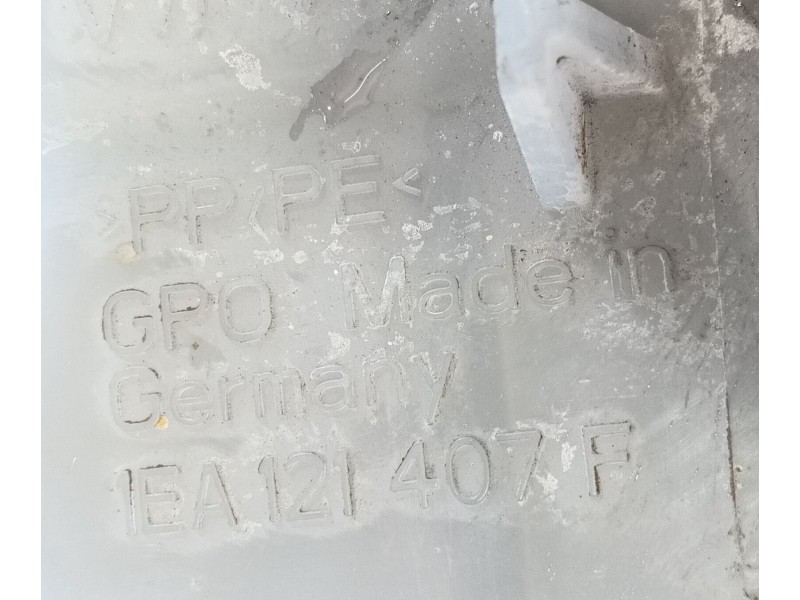 >PP<PE<
GPO Made in
Germany
1EA 121 407 F